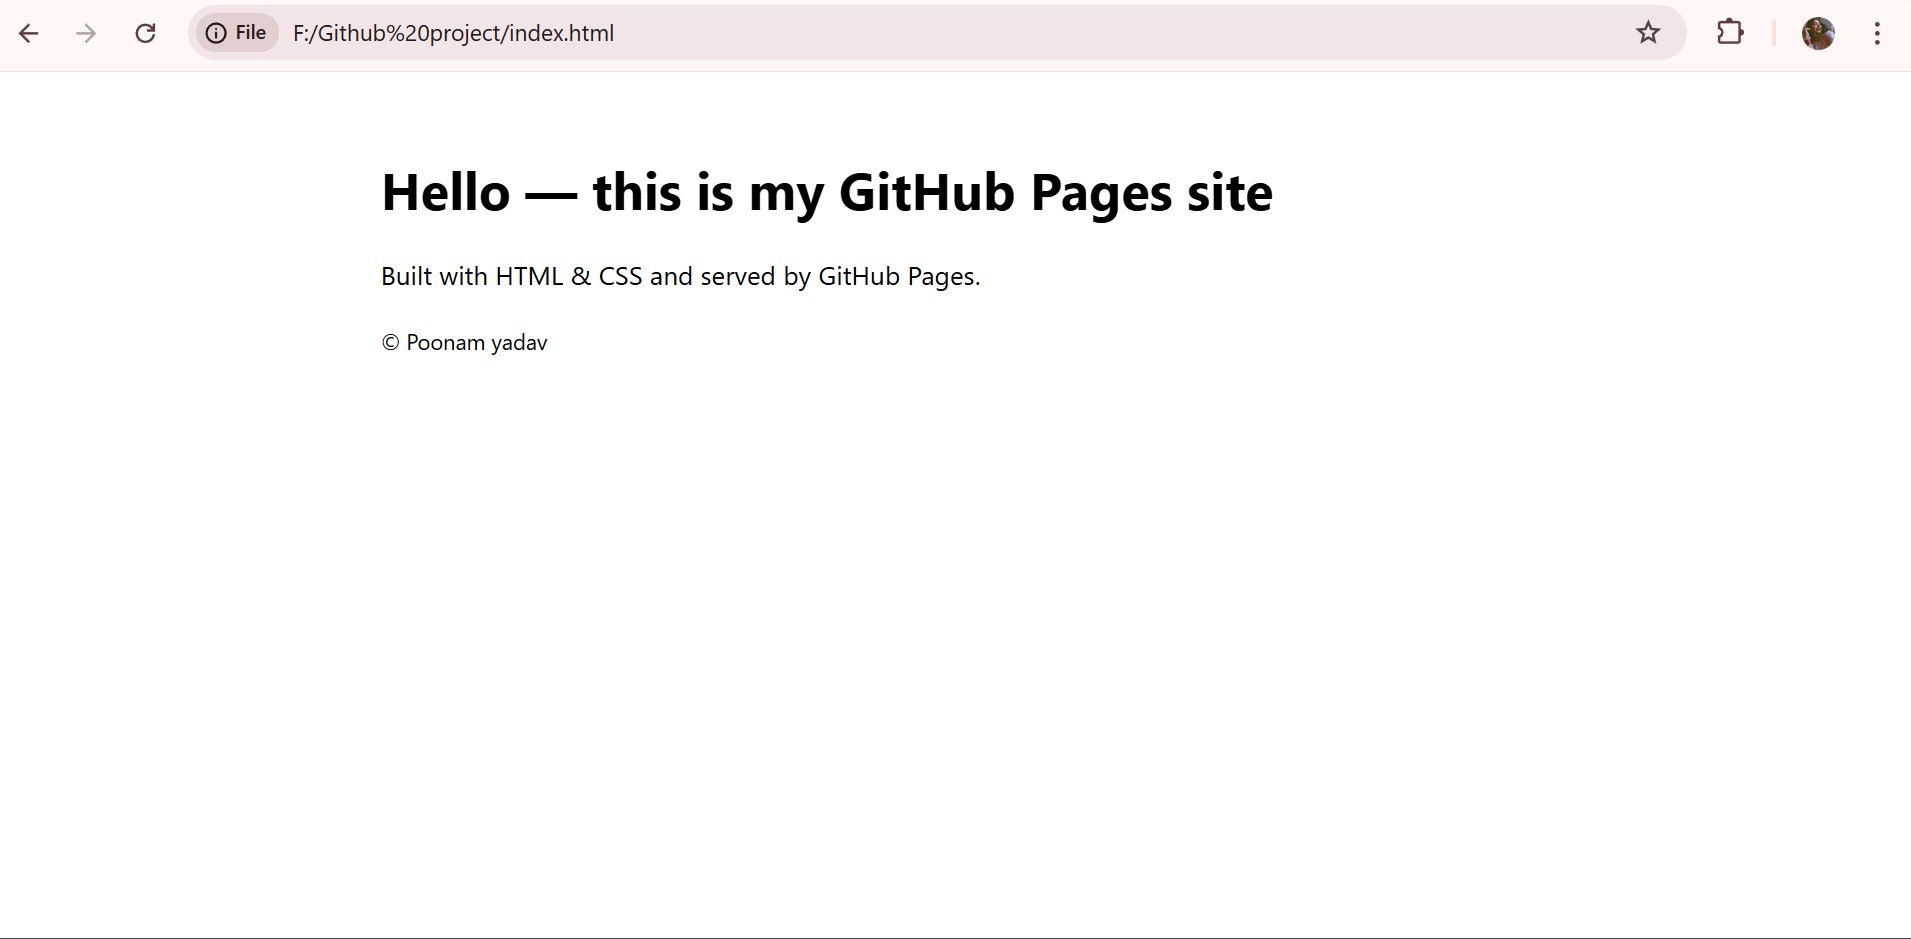 File F:/Github%20project/index.html
Hello — this is my GitHub Pages site
Built with HTML & CSS and served by GitHub Pages.
© Poonam yadav